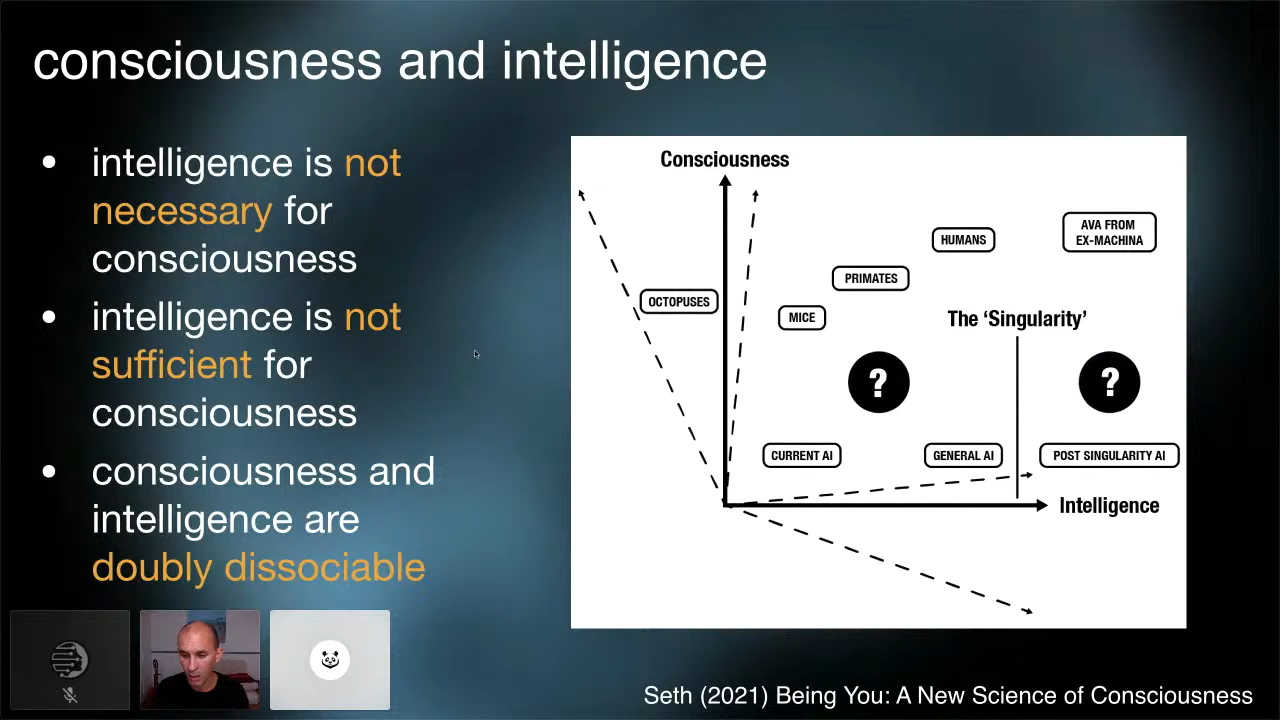 consciousness and intelligence
• intelligence is not
necessary for
consciousness
• intelligence is not
sufficient for
consciousness
• consciousness and
intelligence are
doubly dissociable
Consciousness
AVA FROM
EX-MACHINA
HUMANS
PRIMATES
OCTOPUSES
MICE
The ‘Singularity’
?
?
CURRENT AI
GENERAL AI
POST SINGULARITY AI
Intelligence
Seth (2021) Being You: A New Science of Consciousness